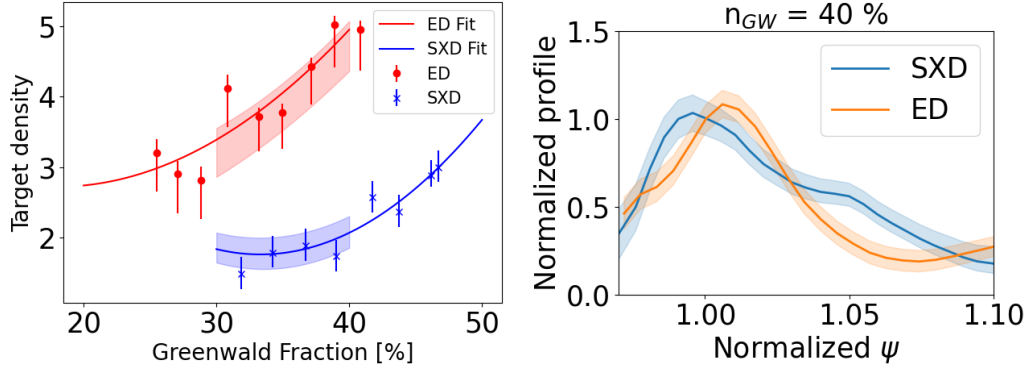 5
4
3
2
20
30
40
50
Target density
Greenwald Fraction [%]
ED Fit
SXD Fit
ED
SXD
n_GW = 40 %
1.5
1.0
0.5
0.0
1.00
1.05
1.10
Normalized profile
Normalized ψ
SXD
ED